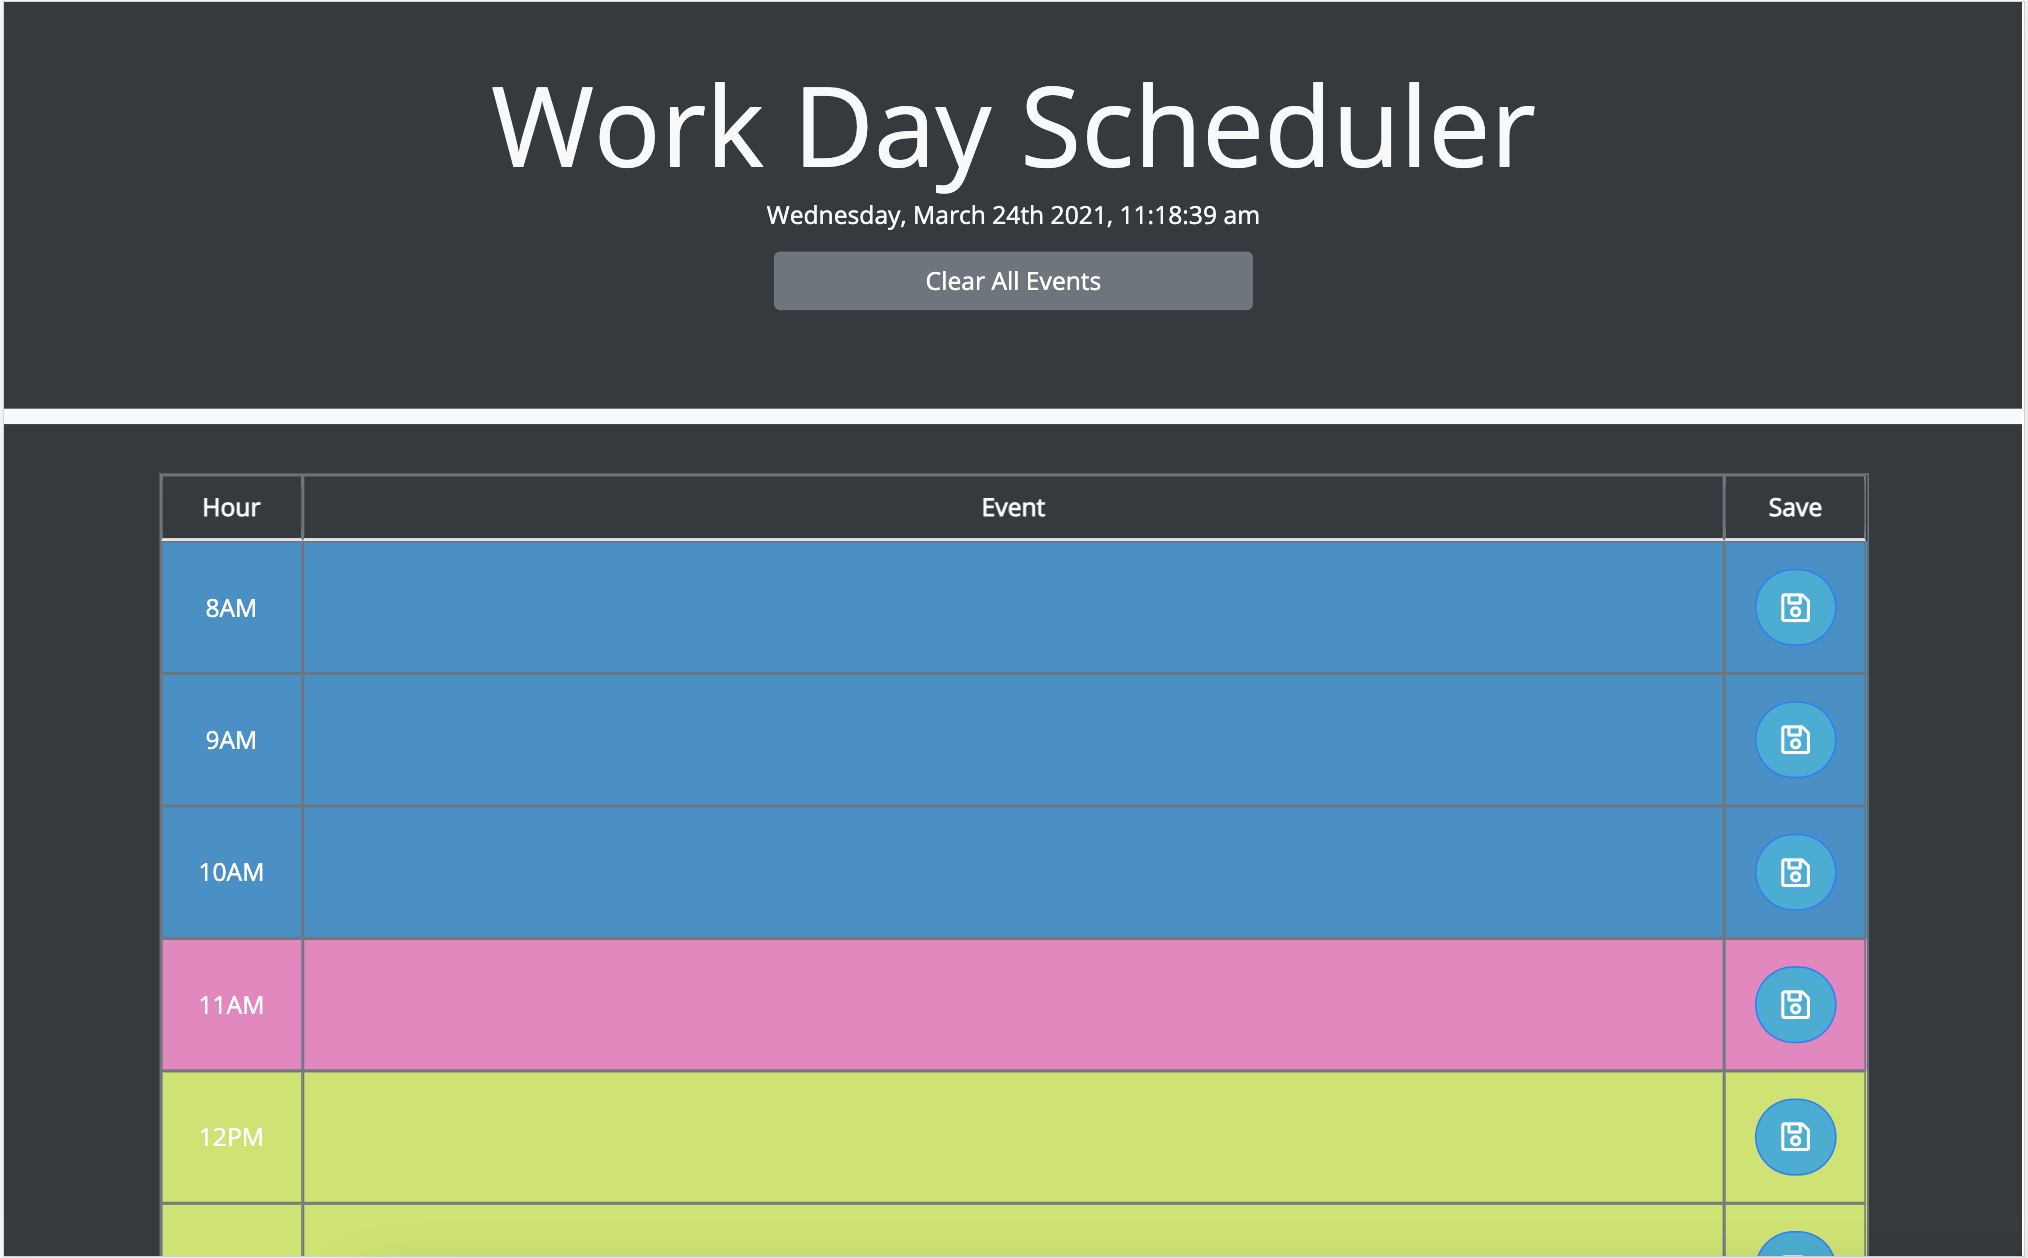 Work Day Scheduler
Wednesday, March 24th 2021, 11:18:39 am
Clear All Events
Hour Event Save
8AM
9AM
10AM
11AM
12PM